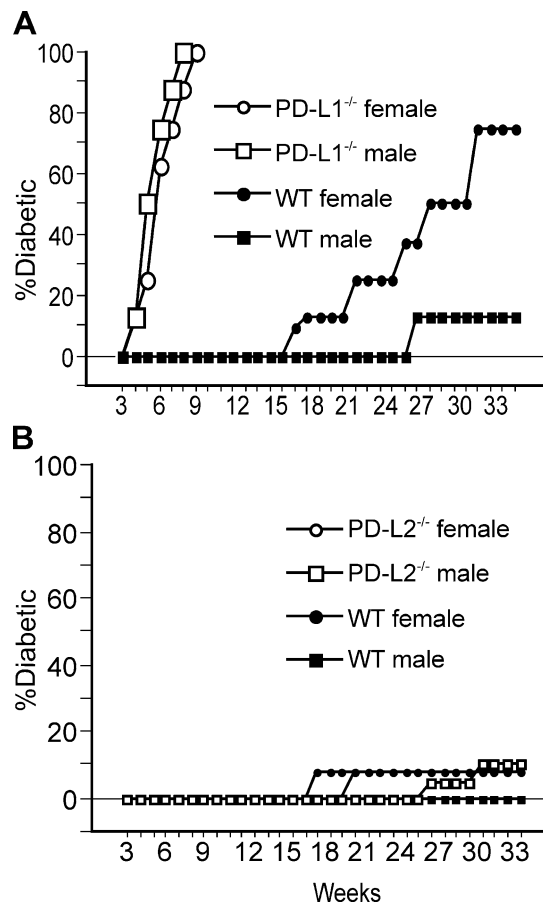 A
100
80
60
40
20
0
%Diabetic
PD-L1-/- female
PD-L1-/- male
WT female
WT male
3 6 9 12 15 18 21 24 27 30 33
B
100
80
60
40
20
0
%Diabetic
PD-L2-/- female
PD-L2-/- male
WT female
WT male
3 6 9 12 15 18 21 24 27 30 33
Weeks